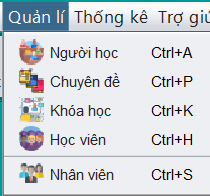 Quản lí Thống kê Trợ
Người học Ctrl+A
Chuyên đề Ctrl+P
Khóa học Ctrl+K
Học viên Ctrl+H
Nhân viên Ctrl+S